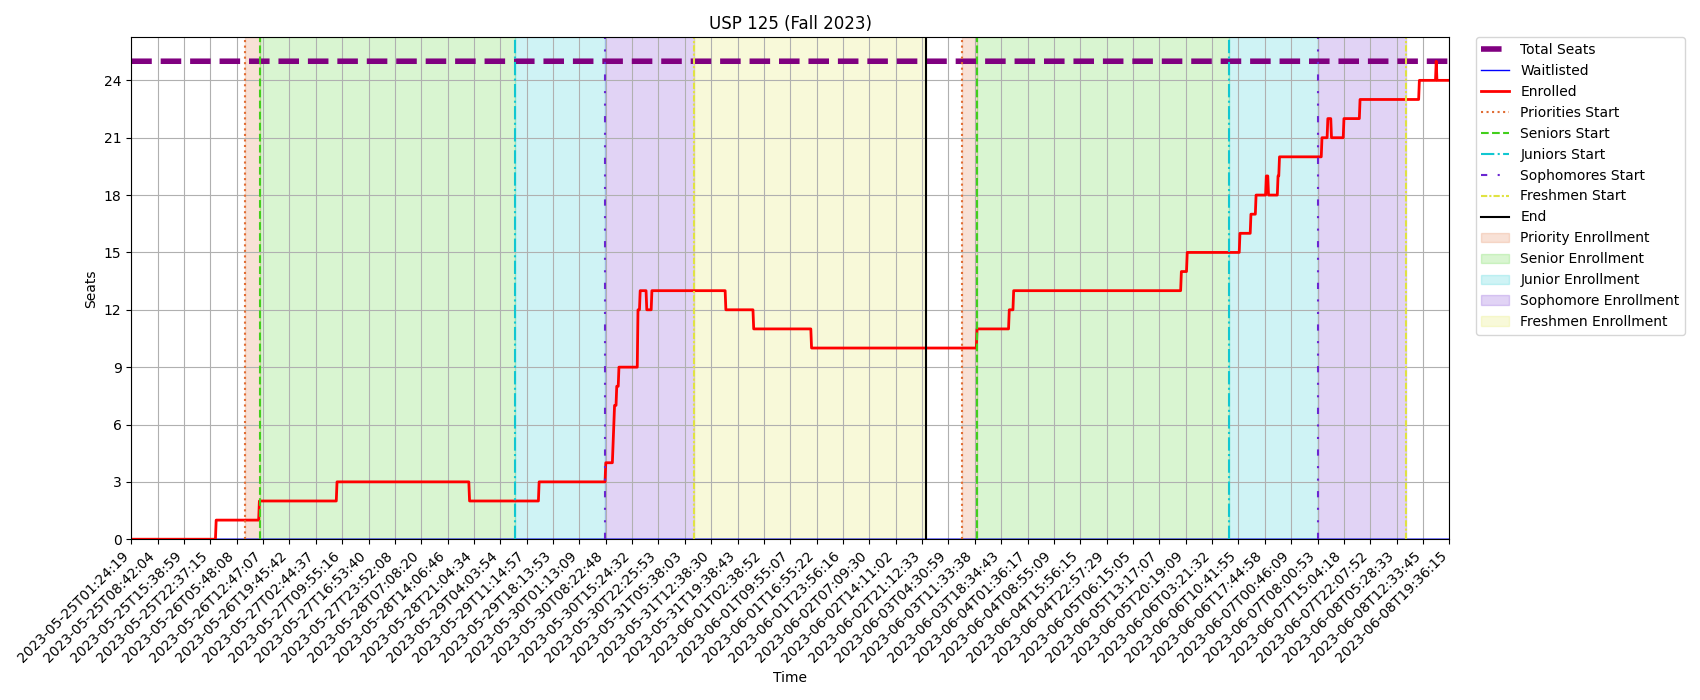 USP 125 (Fall 2023)
Seats
24
21
18
15
12
9
6
3
0
2023-05-25T01:24:19
2023-05-25T08:42:04
2023-05-25T15:38:59
2023-05-25T22:37:15
2023-05-26T05:48:08
2023-05-26T12:47:07
2023-05-26T19:45:42
2023-05-27T02:44:37
2023-05-27T09:55:16
2023-05-27T16:53:40
2023-05-27T23:52:08
2023-05-28T07:08:20
2023-05-28T14:06:46
2023-05-28T21:04:34
2023-05-29T04:03:54
2023-05-29T11:14:57
2023-05-29T18:13:53
2023-05-30T01:13:09
2023-05-30T08:22:48
2023-05-30T15:24:32
2023-05-30T22:25:53
2023-05-31T05:38:03
2023-05-31T12:38:30
2023-05-31T19:38:43
2023-06-01T02:38:52
2023-06-01T09:55:07
2023-06-01T16:55:22
2023-06-01T23:56:16
2023-06-02T07:09:30
2023-06-02T14:11:02
2023-06-02T21:12:33
2023-06-03T04:30:59
2023-06-03T11:33:38
2023-06-03T18:34:43
2023-06-04T01:36:17
2023-06-04T08:55:09
2023-06-04T15:56:15
2023-06-04T22:57:29
2023-06-05T06:15:05
2023-06-05T13:17:07
2023-06-05T20:19:09
2023-06-06T03:21:32
2023-06-06T10:41:55
2023-06-06T17:44:58
2023-06-07T00:46:09
2023-06-07T08:00:53
2023-06-07T15:04:18
2023-06-07T22:07:52
2023-06-08T05:28:33
2023-06-08T12:33:45
2023-06-08T19:36:15
Time
Total Seats
Waitlisted
Enrolled
Priorities Start
Seniors Start
Juniors Start
Sophomores Start
Freshmen Start
End
Priority Enrollment
Senior Enrollment
Junior Enrollment
Sophomore Enrollment
Freshmen Enrollment